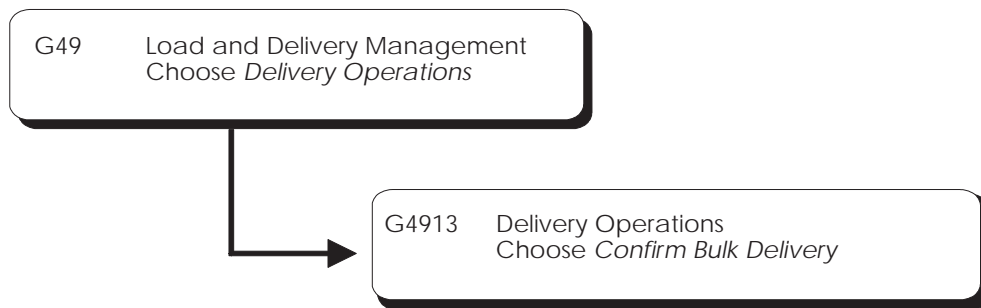 G49 Load and Delivery Management
Choose Delivery Operations
G4913 Delivery Operations
Choose Confirm Bulk Delivery